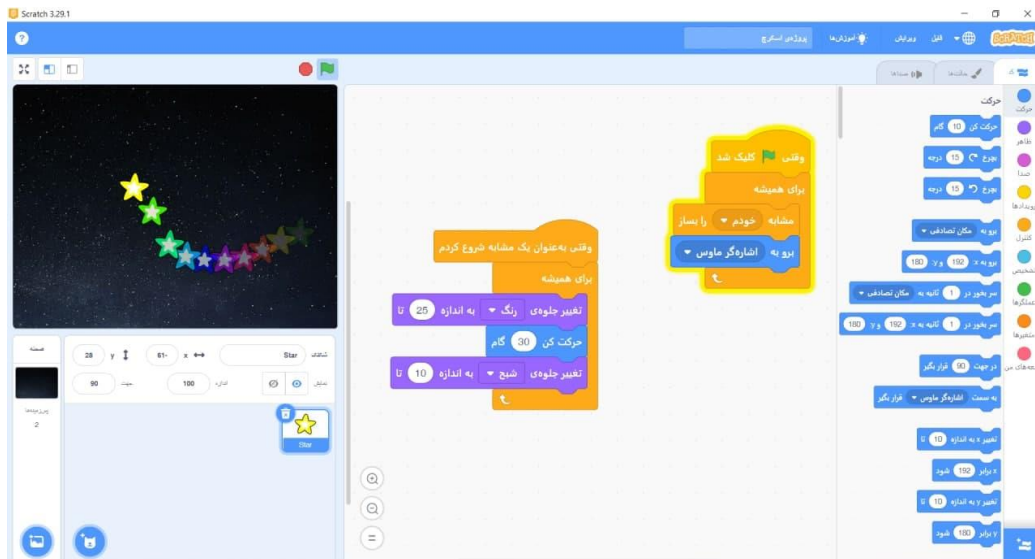 Scratch 3.29.1
فایل
ویرایش
آموزش‌ها
پروژه‌ی اسکرچ
کد
حالت‌ها
صداها
حرکت
ظاهر
صدا
رویدادها
کنترل
عملگرها
متغیرها
حرکت
حرکت کن 10 گام
بچرخ 15 درجه
بچرخ 15 درجه
برو به مکان تصادفی
برو به x: 192 و y: 180
سر بخور در 1 ثانیه به مکان تصادفی
سر بخور در 1 ثانیه به x: 192 و y: 180
در جهت 90 قرار بگیر
به سمت اشاره‌گر ماوس قرار بگیر
تغییر x به اندازه 10 تا
x برابر 192 شود
تغییر y به اندازه 10 تا
y برابر 180 شود
وقتی کلیک شد
برای همیشه
مشابه خودم را بساز
برو به اشاره‌گر ماوس
وقتی به‌عنوان یک مشابه شروع کردم
برای همیشه
تغییر جلوه‌ی رنگ به اندازه 25 تا
حرکت کن 30 گام
تغییر جلوه‌ی شبح به اندازه 10 تا
Star x -61 y 28
نمایش اندازه 100 جهت 90
Star
صحنه
پس‌زمینه‌ها
2